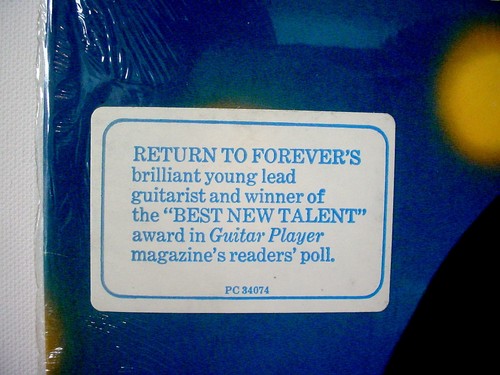 RETURN TO FOREVER'S
brilliant young lead
guitarist and winner of
the "BEST NEW TALENT"
award in Guitar Player
magazine's readers' poll.
PC 34074